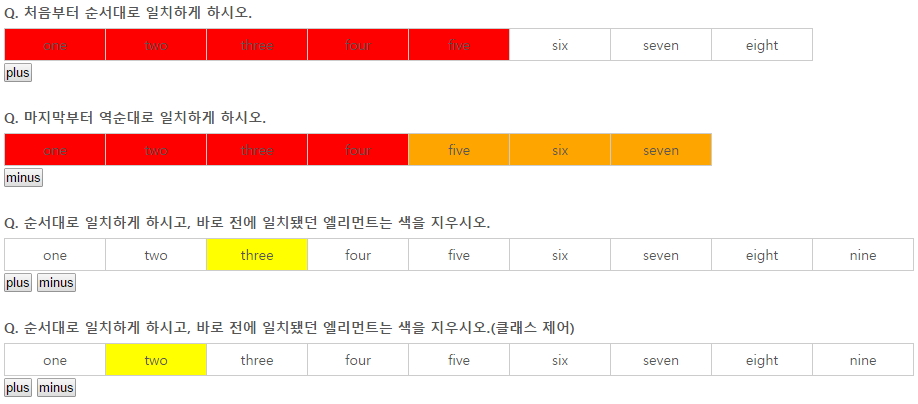 Q. 처음부터 순서대로 일치하게 하시오.
one two three four five six seven eight
plus
Q. 마지막부터 역순대로 일치하게 하시오.
one two three four five six seven
minus
Q. 순서대로 일치하게 하시고, 바로 전에 일치됐던 엘리먼트는 색을 지우시오.
one two three four five six seven eight nine
plus minus
Q. 순서대로 일치하게 하시고, 바로 전에 일치됐던 엘리먼트는 색을 지우시오.(클래스 제어)
one two three four five six seven eight nine
plus minus